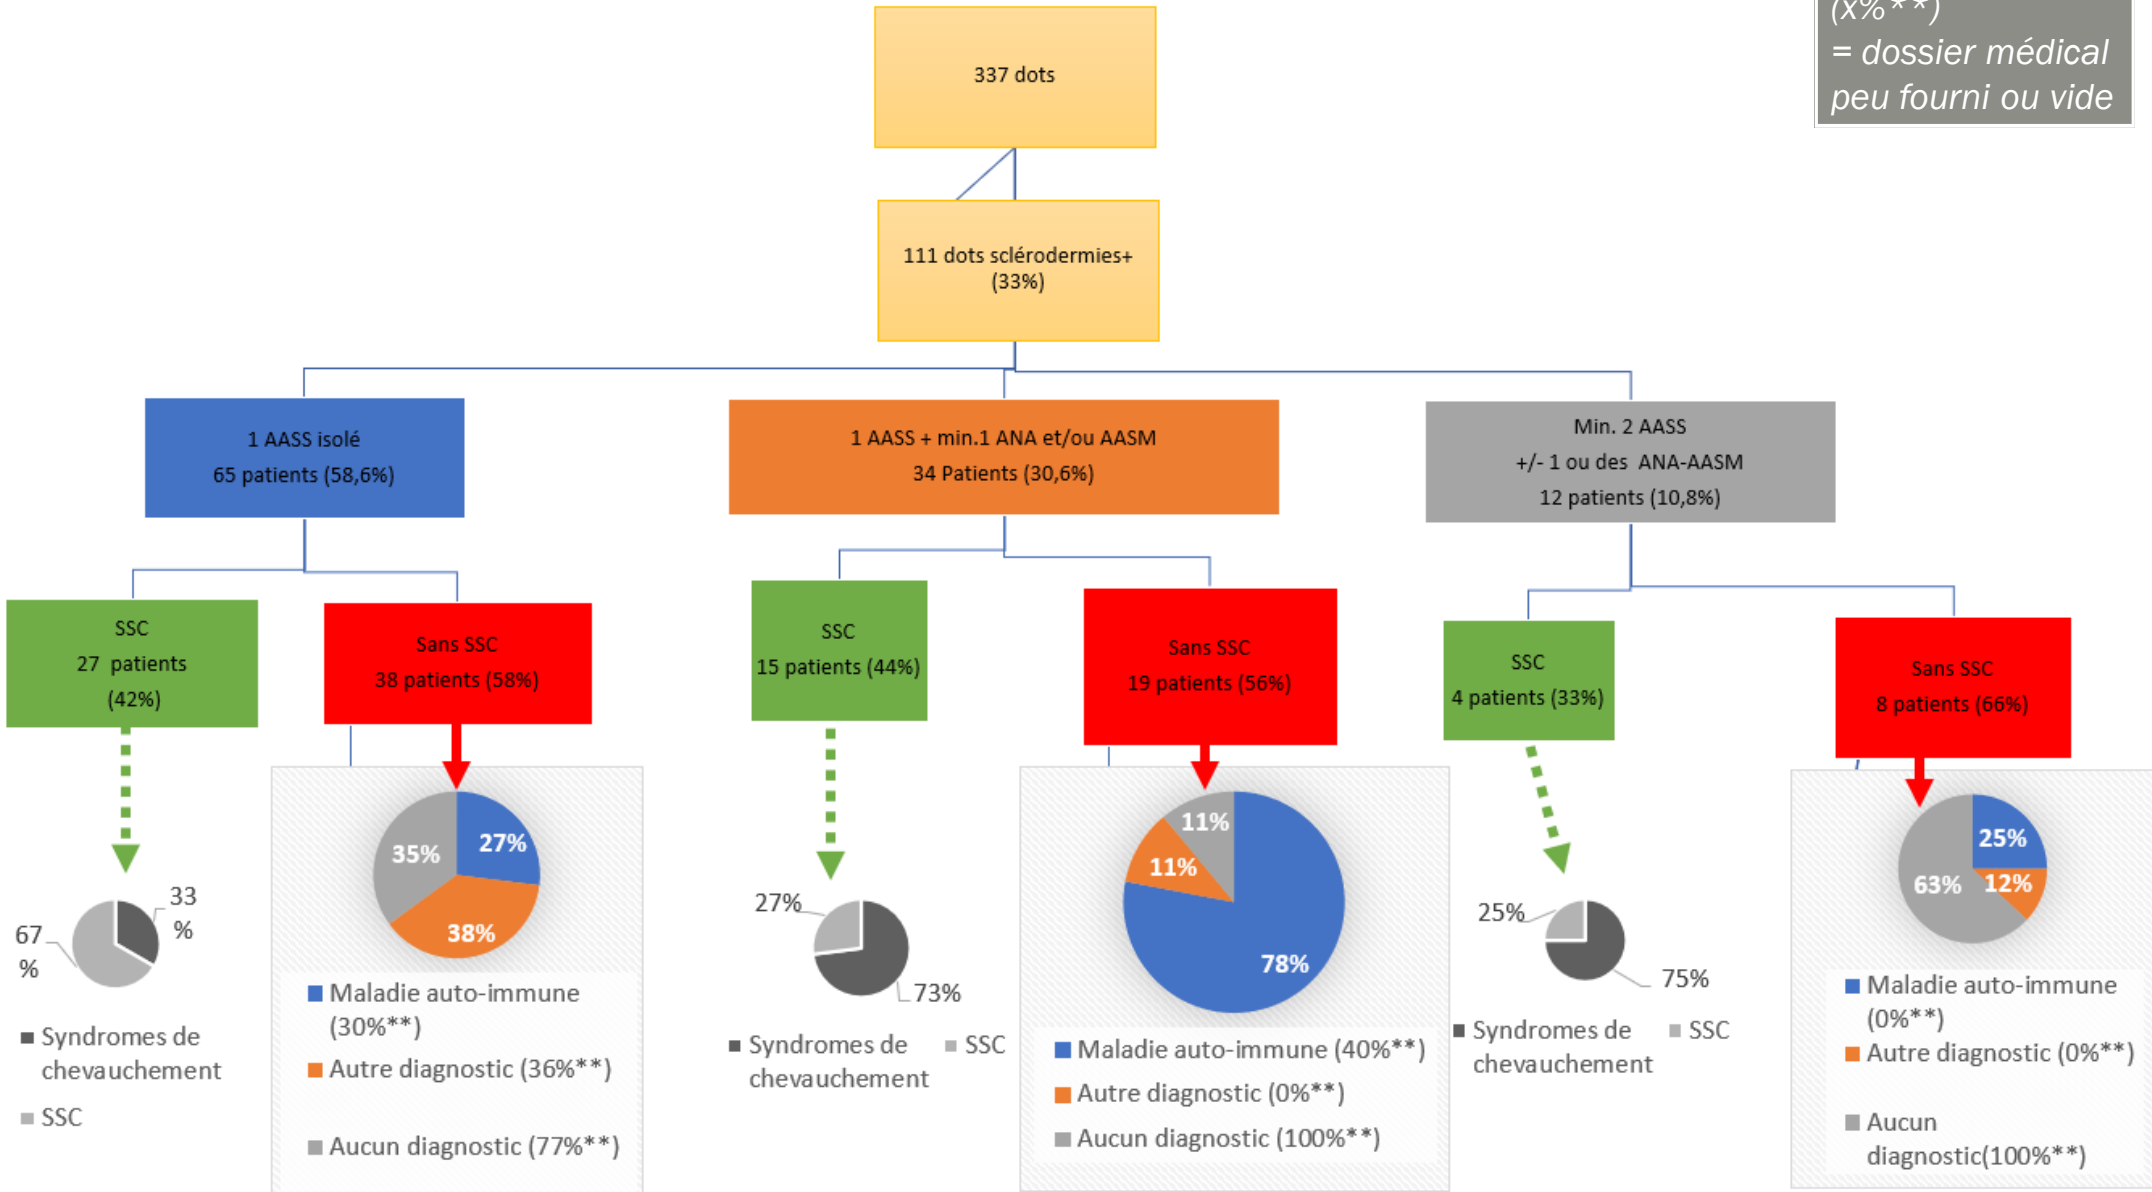 (x%**)
= dossier médical
peu fourni ou vide
337 dots
111 dots sclérodermies+
(33%)
1 AASS isolé
65 patients (58,6%)
1 AASS + min.1 ANA et/ou AASM
34 Patients (30,6%)
Min. 2 AASS
+/- 1 ou des ANA-AASM
12 patients (10,8%)
SSC
27 patients
(42%)
Sans SSC
38 patients (58%)
SSC
15 patients (44%)
Sans SSC
19 patients (56%)
SSC
4 patients (33%)
Sans SSC
8 patients (66%)
33
%
67
%
Syndromes de
chevauchement
SSC
35%
27%
38%
Maladie auto-immune
(30%**)
Autre diagnostic (36%**)
Aucun diagnostic (77%**)
27%
73%
Syndromes de
chevauchement
SSC
11%
11%
78%
Maladie auto-immune (40%**)
Autre diagnostic (0%**)
Aucun diagnostic (100%**)
25%
75%
Syndromes de
chevauchement
SSC
25%
63%
12%
Maladie auto-immune
(0%**)
Autre diagnostic (0%**)
Aucun
diagnostic(100%**)